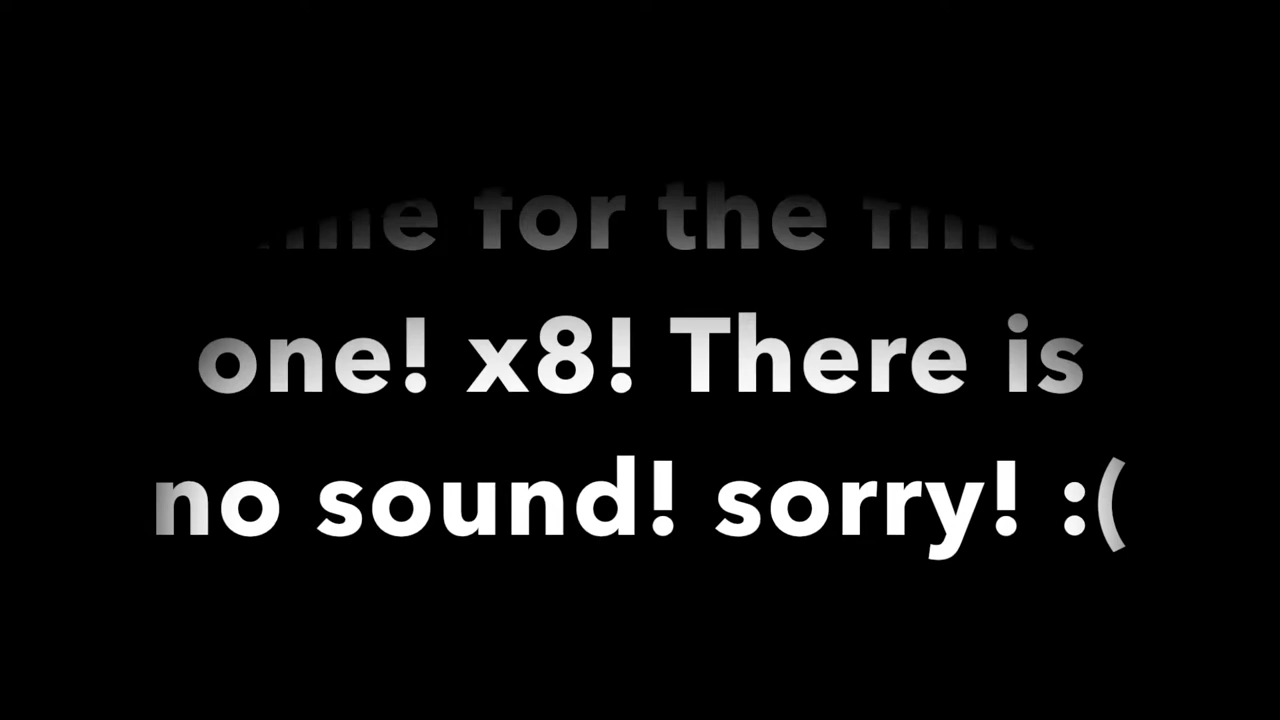 for the
one! x8! There is
no sound! sorry! :(